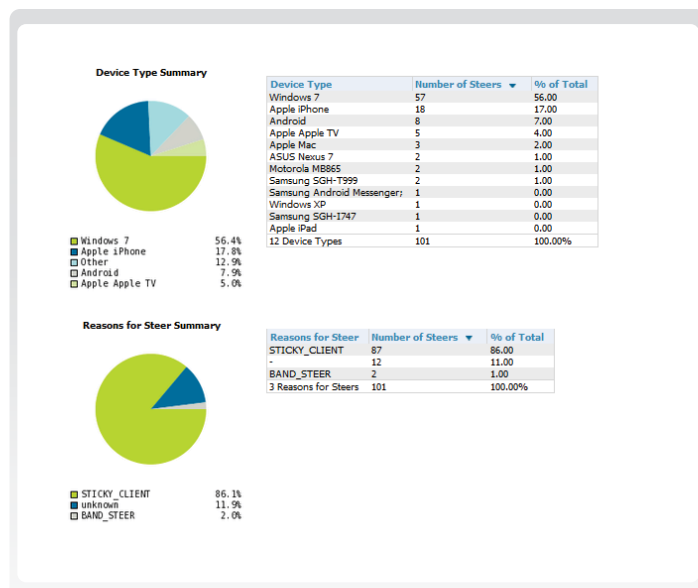 Device Type Summary
Device Type Number of Steers ▼ % of Total
Windows 7 57 56.00
Apple iPhone 18 17.00
Android 8 7.00
Apple Apple TV 5 4.00
Apple Mac 3 2.00
ASUS Nexus 7 2 1.00
Motorola MB865 2 1.00
Samsung SGH-T999 2 1.00
Samsung Android Messenger; 1 0.00
Windows XP 1 0.00
Samsung SGH-I747 1 0.00
Apple iPad 1 0.00
12 Device Types 101 100.00%
Windows 7 56.4%
Apple iPhone 17.8%
Other 12.9%
Android 7.9%
Apple Apple TV 5.0%
Reasons for Steer Summary
Reasons for Steer Number of Steers ▼ % of Total
STICKY_CLIENT 87 86.00
- 12 11.00
BAND_STEER 2 1.00
3 Reasons for Steers 101 100.00%
STICKY_CLIENT 86.1%
unknown 11.9%
BAND_STEER 2.0%